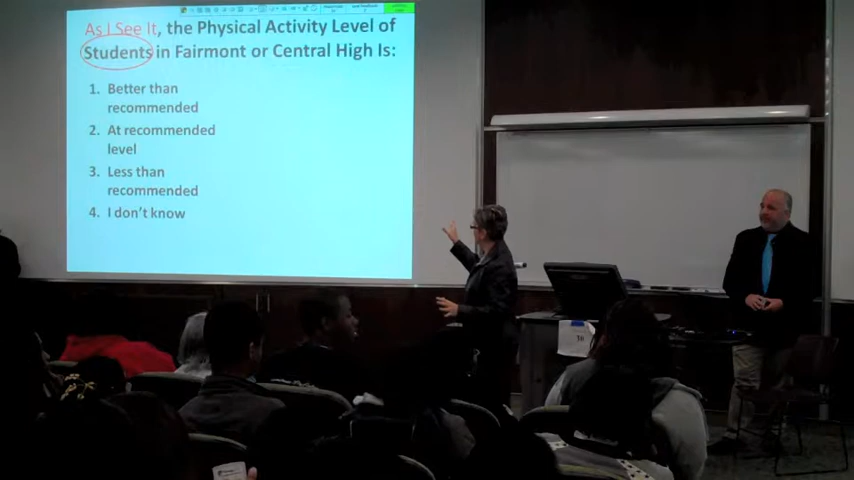 As I See It, the Physical Activity Level of
Students in Fairmont or Central High Is:
1. Better than
recommended
2. At recommended
level
3. Less than
recommended
4. I don't know